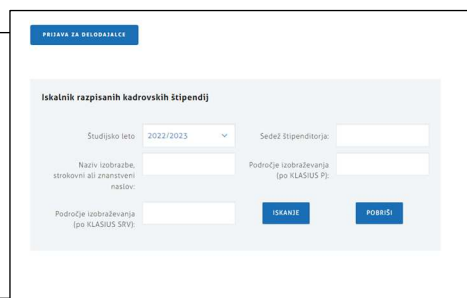 PRIJAVA ZA DELODAJALCE
Iskalnik razpisanih kadrovskih štipendij
Študijsko leto
2022/2023
Sedež štipenditorja:
Naziv izobrazbe,
strokovni ali znanstveni
naslov:
Področje izobraževanja
(po KLASIUS P):
Področje izobraževanja
(po KLASIUS SRV):
ISKANJE
POBRIŠI